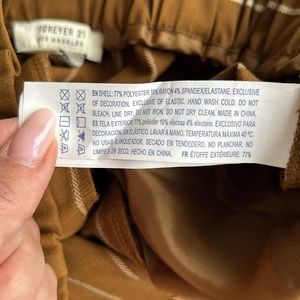 FOREVER 21
LOS ANGELES
EN SHELL: 77% POLYESTER 19% RAYON 4% SPANDEX/ELASTANE. EXCLUSIVE
OF DECORATION. EXCLUSIVE OF ELASTIC. HAND WASH COLD. DO NOT
BLEACH. LINE DRY. DO NOT IRON. DO NOT DRY CLEAN. MADE IN CHINA
ES TELA EXTERIOR: 77% poliéster 19% viscosa 4% elastano. EXCLUSIVO
DE DECORACIÓN. LAVAR A MANO, TEMPERATURA MÁXIMA 40 ºC.
NO USAR BLANQUEADOR. SECADO EN TENDEDERO. NO PLANCHAR. NO
LIMPIAR EN SECO. HECHO EN CHINA FR ÉTOFFE EXTÉRIEURE: 77%